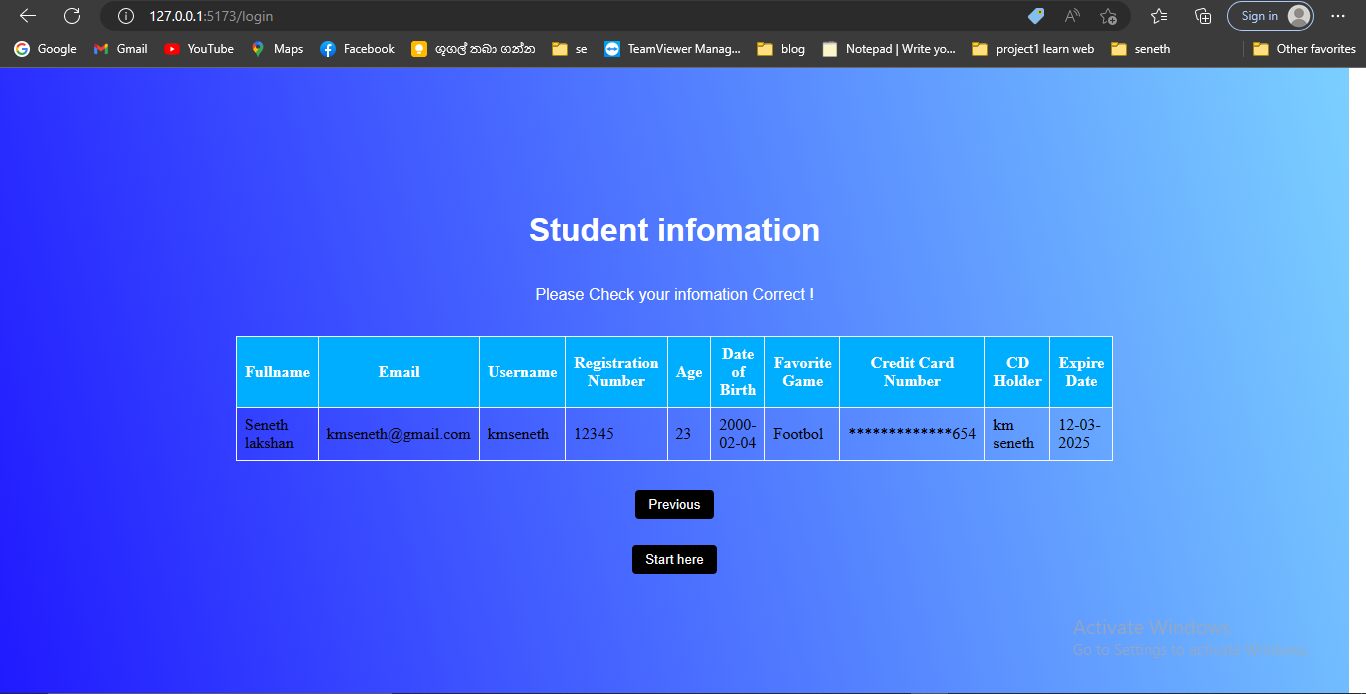 127.0.0.1:5173/login
Sign in
Google Gmail YouTube Maps Facebook ගූගල් තබා ගන්න se TeamViewer Manag... blog Notepad | Write yo... project1 learn web seneth Other favorites
Student infomation
Please Check your infomation Correct !
Fullname Email Username Registration Number Age Date of Birth Favorite Game Credit Card Number CD Holder Expire Date
Seneth lakshan kmseneth@gmail.com kmseneth 12345 23 2000-02-04 Footbol *************654 km seneth 12-03-2025
Previous
Start here
Activate Windows
Go to Settings to activate Windows.